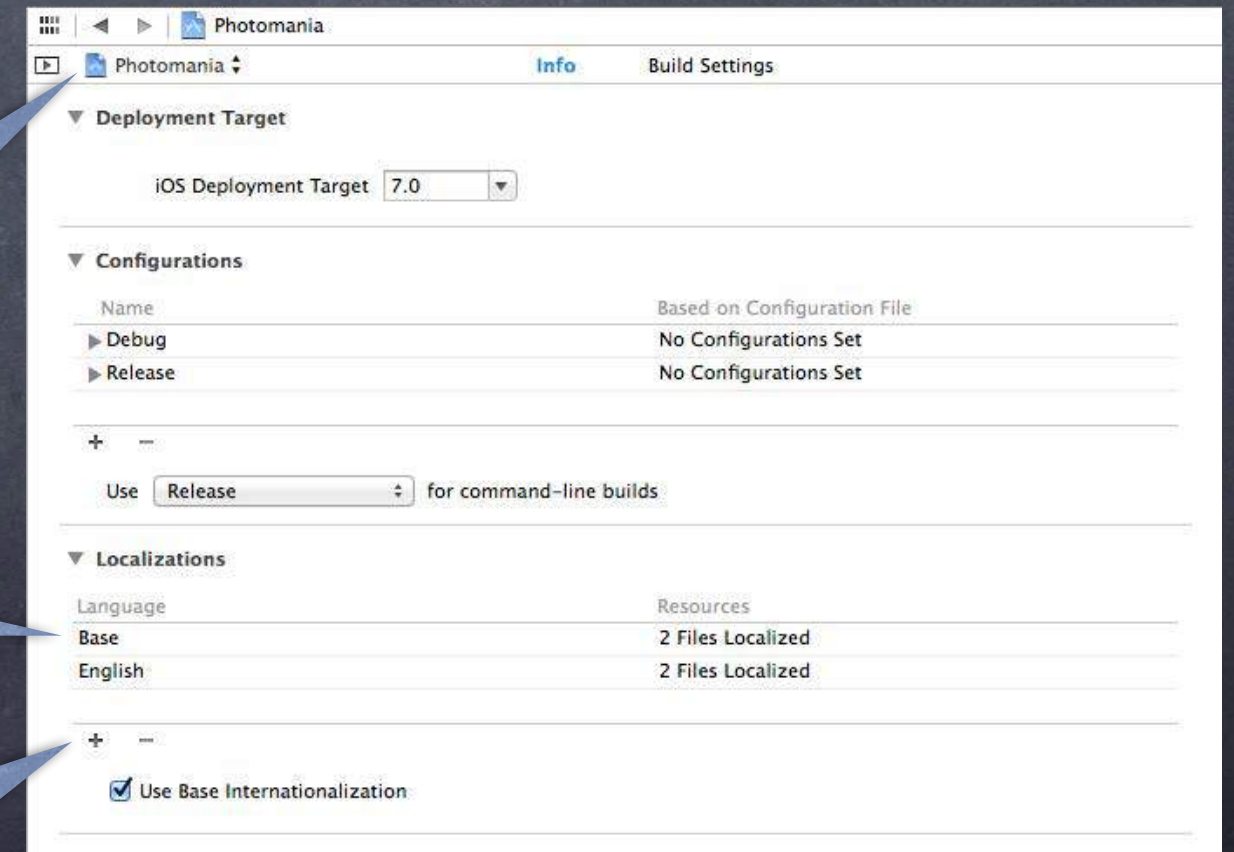 Photomania
Photomania Info Build Settings
Deployment Target
iOS Deployment Target 7.0
Configurations
Name Based on Configuration File
Debug No Configurations Set
Release No Configurations Set
+ −
Use Release for command-line builds
Localizations
Language Resources
Base 2 Files Localized
English 2 Files Localized
+ −
Use Base Internationalization